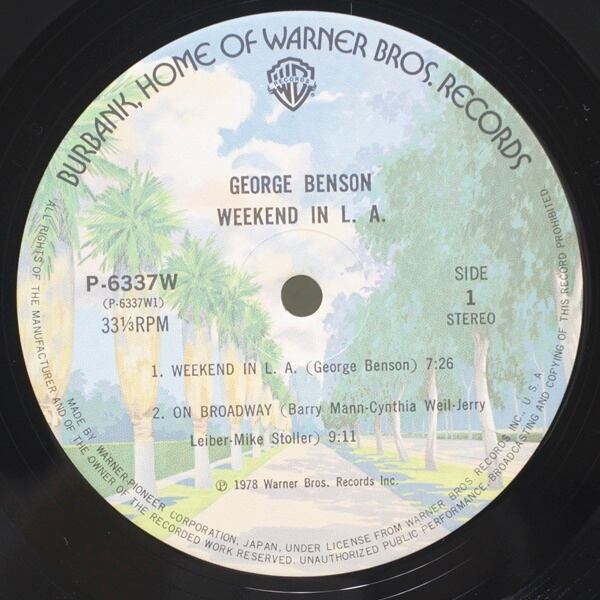 BURBANK, HOME OF WARNER BROS. RECORDS
WB
RECORDS
GEORGE BENSON
WEEKEND IN L. A.
P-6337W
(P-6337W1)
33⅓RPM
SIDE
1
STEREO
1. WEEKEND IN L. A. (George Benson) 7:26
2. ON BROADWAY (Barry Mann-Cynthia Weil-Jerry
Leiber-Mike Stoller) 9:11
℗ 1978 Warner Bros. Records Inc.
MADE BY WARNER-PIONEER CORPORATION, JAPAN, UNDER LICENSE FROM WARNER BROS. RECORDS INC., U.S.A.
ALL RIGHTS OF THE MANUFACTURER AND OF THE OWNER OF THE RECORDED WORK RESERVED. UNAUTHORIZED PUBLIC PERFORMANCE, BROADCASTING AND COPYING OF THIS RECORD PROHIBITED.